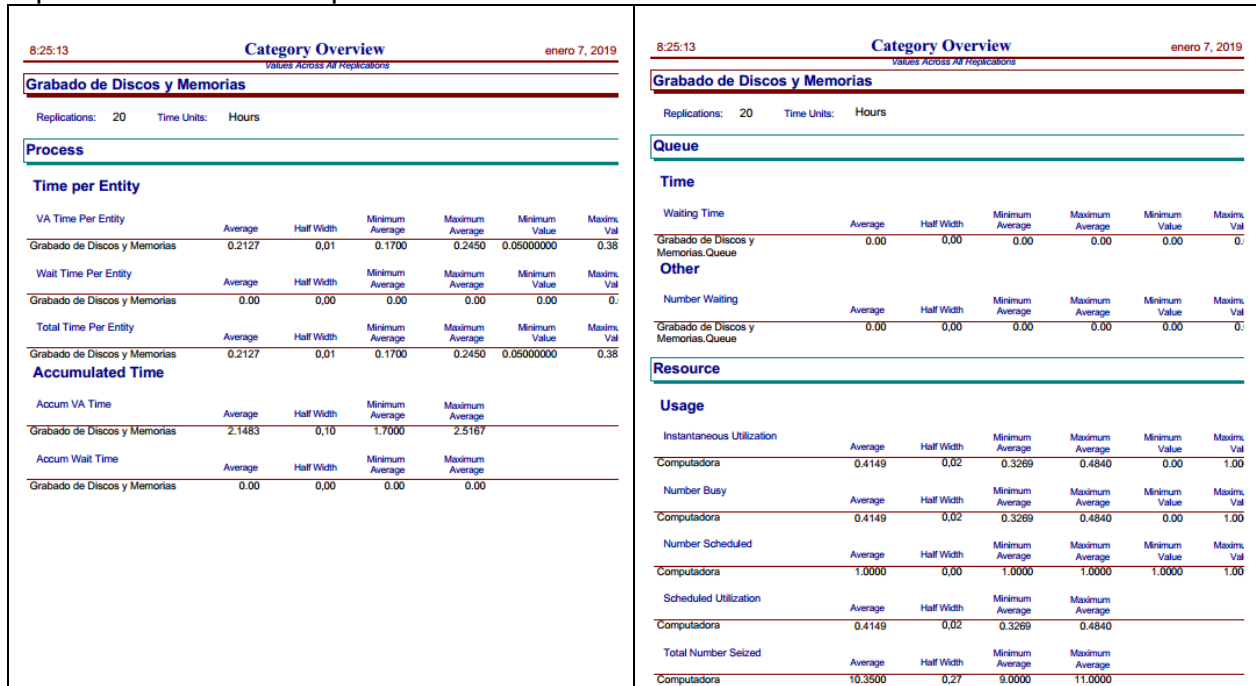 8:25:13 Category Overview enero 7, 2019
Values Across All Replications
Grabado de Discos y Memorias
Replications: 20 Time Units: Hours
Process
Time per Entity
VA Time Per Entity Average Half Width Minimum Average Maximum Average Minimum Value
Grabado de Discos y Memorias 0.2127 0,01 0.1700 0.2450 0.05000000 0.38
Wait Time Per Entity Average Half Width Minimum Average Maximum Average Minimum Value
Grabado de Discos y Memorias 0.00 0,00 0.00 0.00 0.00
Total Time Per Entity Average Half Width Minimum Average Maximum Average Minimum Value
Grabado de Discos y Memorias 0.2127 0,01 0.1700 0.2450 0.05000000 0.38
Accumulated Time
Accum VA Time Average Half Width Minimum Average Maximum Average
Grabado de Discos y Memorias 2.1483 0,10 1.7000 2.5167
Accum Wait Time Average Half Width Minimum Average Maximum Average
Grabado de Discos y Memorias 0.00 0,00 0.00 0.00
8:25:13 Category Overview enero 7, 2019
Values Across All Replications
Grabado de Discos y Memorias
Replications: 20 Time Units: Hours
Queue
Time
Waiting Time Average Half Width Minimum Average Maximum Average Minimum Value
Grabado de Discos y 0.00 0,00 0.00 0.00 0.00
Memorias.Queue
Other
Number Waiting Average Half Width Minimum Average Maximum Average Minimum Value
Grabado de Discos y 0.00 0,00 0.00 0.00 0.00
Memorias.Queue
Resource
Usage
Instantaneous Utilization Average Half Width Minimum Average Maximum Average Minimum Value
Computadora 0.4149 0,02 0.3269 0.4840 0.00 1.00
Number Busy Average Half Width Minimum Average Maximum Average Minimum Value
Computadora 0.4149 0,02 0.3269 0.4840 0.00 1.00
Number Scheduled Average Half Width Minimum Average Maximum Average Minimum Value
Computadora 1.0000 0,00 1.0000 1.0000 1.0000 1.00
Scheduled Utilization Average Half Width Minimum Average Maximum Average
Computadora 0.4149 0,02 0.3269 0.4840
Total Number Seized Average Half Width Minimum Average Maximum Average
Computadora 10.3500 0,27 9.0000 11.0000